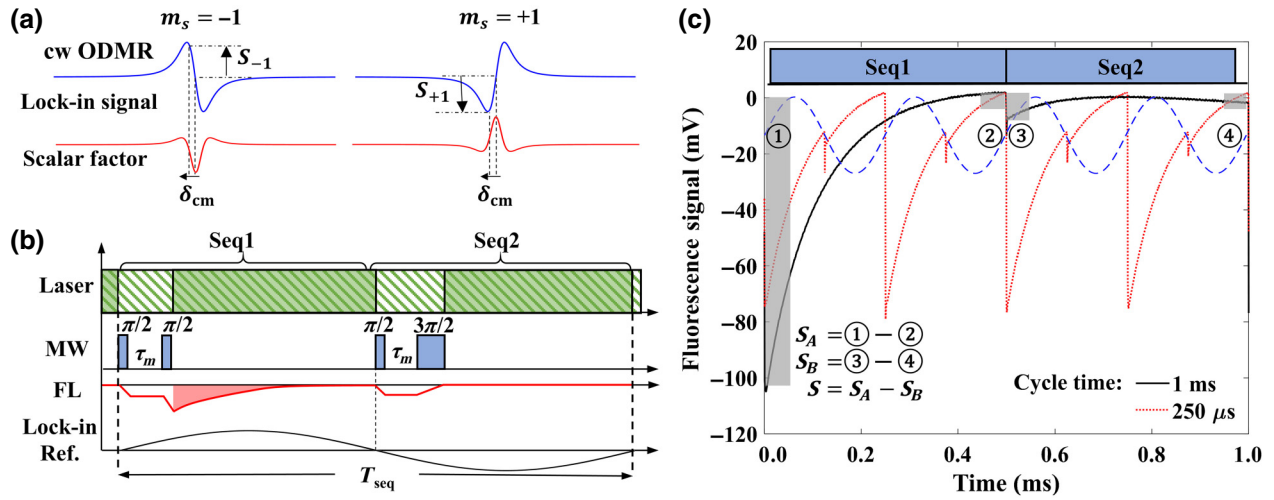 (a)
m_s = −1
m_s = +1
cw ODMR
S_{−1}
Lock-in signal
S_{+1}
Scalar factor
δ_cm
δ_cm
(b)
Seq1
Seq2
Laser
π/2 π/2 π/2 3π/2
MW
τ_m
τ_m
FL
Lock-in
Ref.
T_seq
(c)
20
0
−20
−40
−60
−80
−100
−120
Fluorescence signal (mV)
Seq1
Seq2
① ② ③ ④
S_A = ① − ②
S_B = ③ − ④
S = S_A − S_B
Cycle time:
1 ms
250 μs
0.0 0.2 0.4 0.6 0.8 1.0
Time (ms)